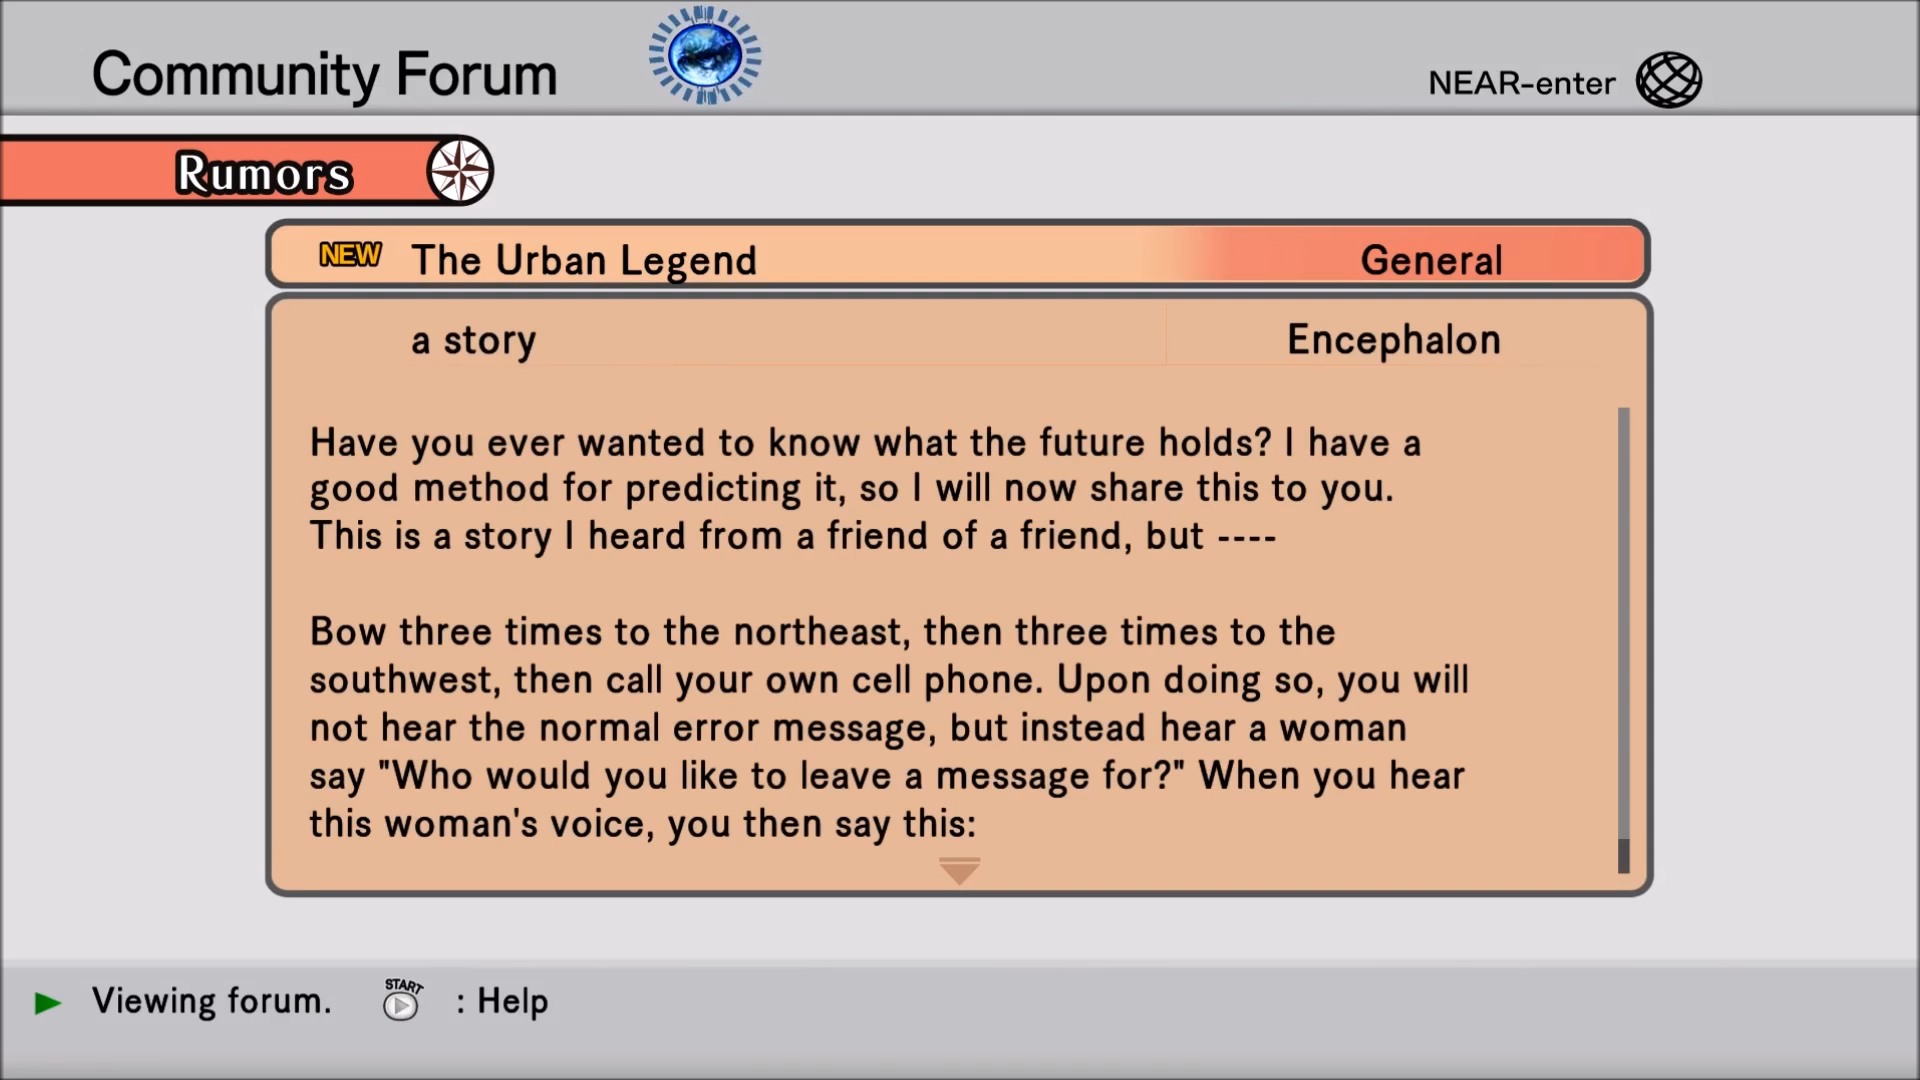 Community Forum
NEAR-enter
Rumors
NEW The Urban Legend General
a story Encephalon
Have you ever wanted to know what the future holds? I have a
good method for predicting it, so I will now share this to you.
This is a story I heard from a friend of a friend, but ----
Bow three times to the northeast, then three times to the
southwest, then call your own cell phone. Upon doing so, you will
not hear the normal error message, but instead hear a woman
say "Who would you like to leave a message for?" When you hear
this woman's voice, you then say this:
Viewing forum. START : Help